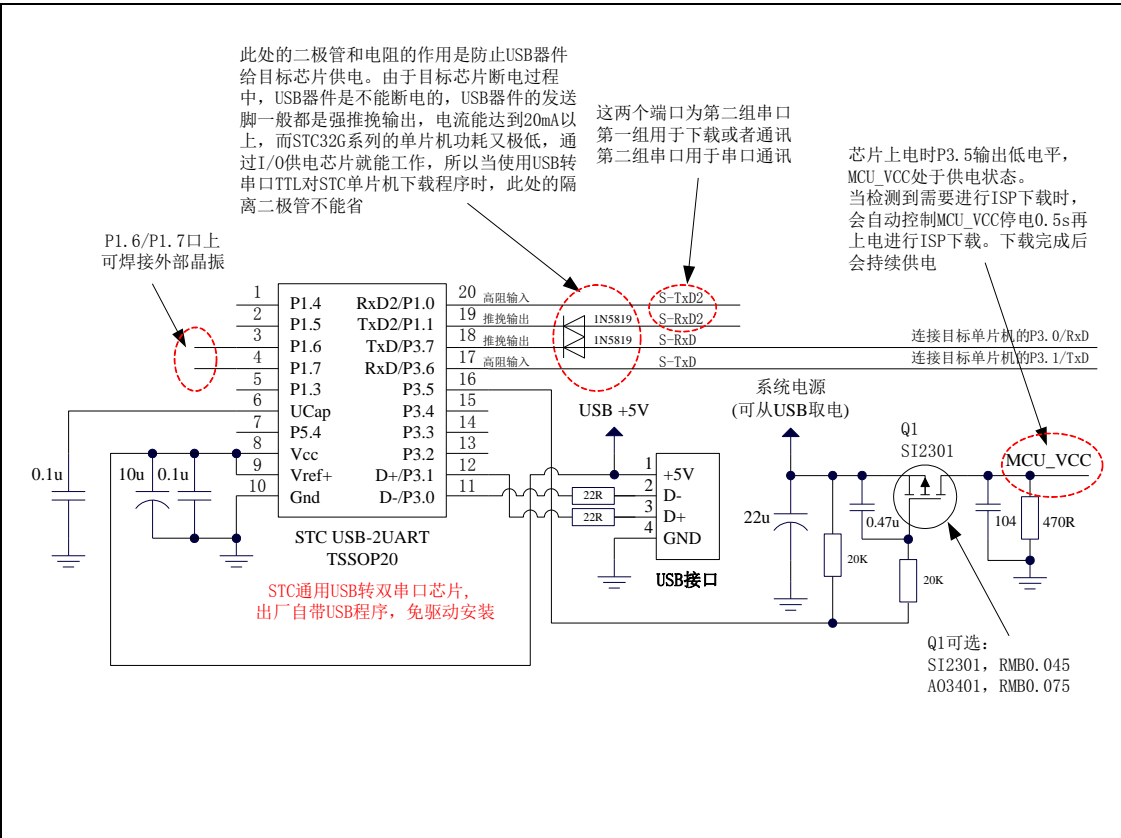 此处的二极管和电阻的作用是防止USB器件
给目标芯片供电。由于目标芯片断电过程
中，USB器件是不能断电的，USB器件的发送
脚一般都是强推挽输出，电流能达到20mA以
上，而STC32G系列的单片机功耗又极低，通
过I/O供电芯片就能工作，所以当使用USB转
串口TTL对STC单片机下载程序时，此处的隔
离二极管不能省
这两个端口为第二组串口
第一组用于下载或者通讯
第二组串口用于串口通讯
芯片上电时P3.5输出低电平，
MCU_VCC处于供电状态。
当检测到需要进行ISP下载时，
会自动控制MCU_VCC停电0.5s再
上电进行ISP下载。下载完成后
会持续供电
P1.6/P1.7口上
可焊接外部晶振
1 P1.4 RxD2/P1.0 20 高阻输入 S-TxD2
2 P1.5 TxD2/P1.1 19 推挽输出 1N5819 S-RxD2
3 P1.6 TxD/P3.7 18 推挽输出 1N5819 S-RxD 连接目标单片机的P3.0/RxD
4 P1.7 RxD/P3.6 17 高阻输入 S-TxD 连接目标单片机的P3.1/TxD
5 P1.3 P3.5 16
6 UCap P3.4 15
7 P5.4 P3.3 14
8 Vcc P3.2 13
9 Vref+ D+/P3.1 12
10 Gnd D-/P3.0 11
0.1u
10u
0.1u
STC USB-2UART
TSSOP20
STC通用USB转双串口芯片,
出厂自带USB程序，免驱动安装
22R
22R
USB +5V
1 +5V
2 D-
3 D+
4 GND
USB接口
系统电源
(可从USB取电)
22u
20K
0.47u
20K
Q1
SI2301
MCU_VCC
104
470R
Q1可选：
SI2301，RMB0.045
AO3401，RMB0.075